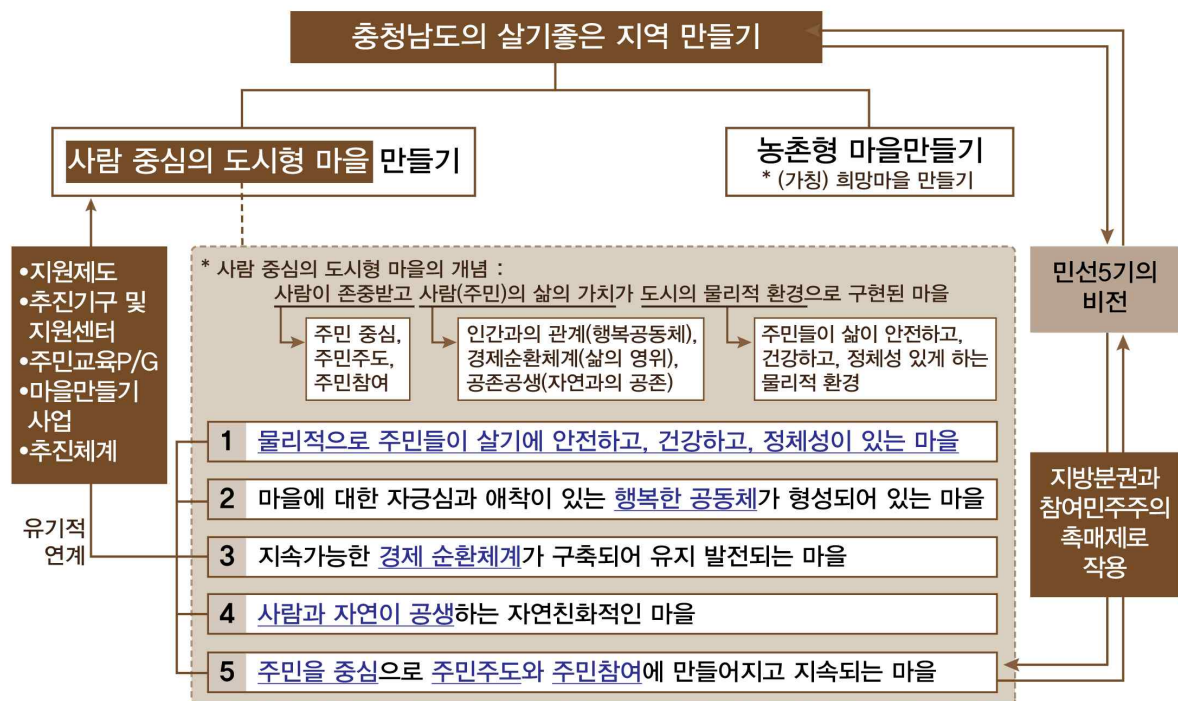 충청남도의 살기좋은 지역 만들기
사람 중심의 도시형 마을 만들기
농촌형 마을만들기
* (가칭) 희망마을 만들기
•지원제도
•추진기구 및
지원센터
•주민교육P/G
•마을만들기
사업
•추진체계
유기적
연계
* 사람 중심의 도시형 마을의 개념 :
사람이 존중받고 사람(주민)의 삶의 가치가 도시의 물리적 환경으로 구현된 마을
주민 중심,
주민주도,
주민참여
인간과의 관계(행복공동체),
경제순환체계(삶의 영위),
공존공생(자연과의 공존)
주민들이 삶이 안전하고,
건강하고, 정체성 있게 하는
물리적 환경
1 물리적으로 주민들이 살기에 안전하고, 건강하고, 정체성이 있는 마을
2 마을에 대한 자긍심과 애착이 있는 행복한 공동체가 형성되어 있는 마을
3 지속가능한 경제 순환체계가 구축되어 유지 발전되는 마을
4 사람과 자연이 공생하는 자연친화적인 마을
5 주민을 중심으로 주민주도와 주민참여에 만들어지고 지속되는 마을
민선5기의
비전
지방분권과
참여민주주의
촉매제로
작용